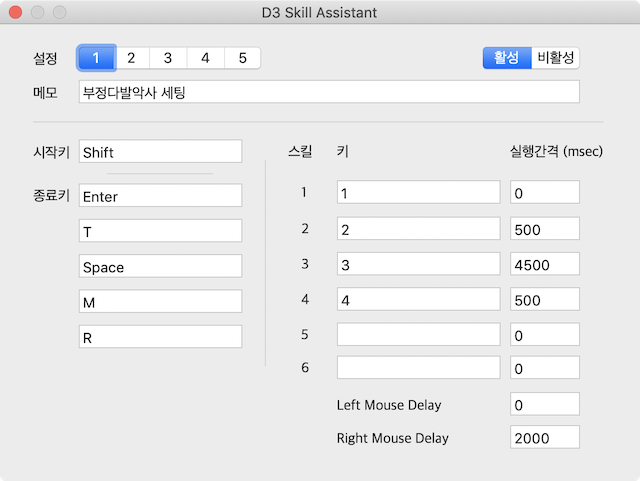 D3 Skill Assistant
설정 1 2 3 4 5 활성 비활성
메모 부정다발악사 세팅
시작키 Shift
종료키 Enter
T
Space
M
R
스킬 키 실행간격 (msec)
1 1 0
2 2 500
3 3 4500
4 4 500
5 0
6 0
Left Mouse Delay 0
Right Mouse Delay 2000